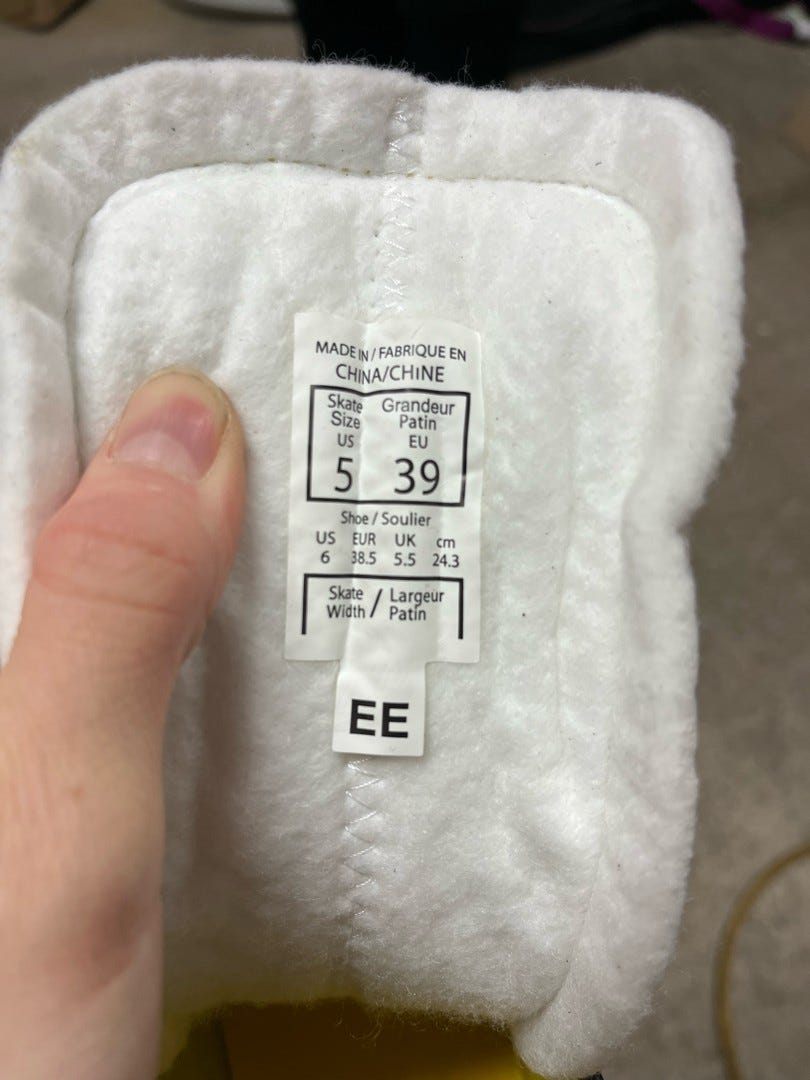 MADE IN / FABRIQUE EN
CHINA/CHINE
Skate Grandeur
Size Patin
US EU
5 39
Shoe / Soulier
US EUR UK cm
6 38.5 5.5 24.3
Skate / Largeur
Width Patin
EE